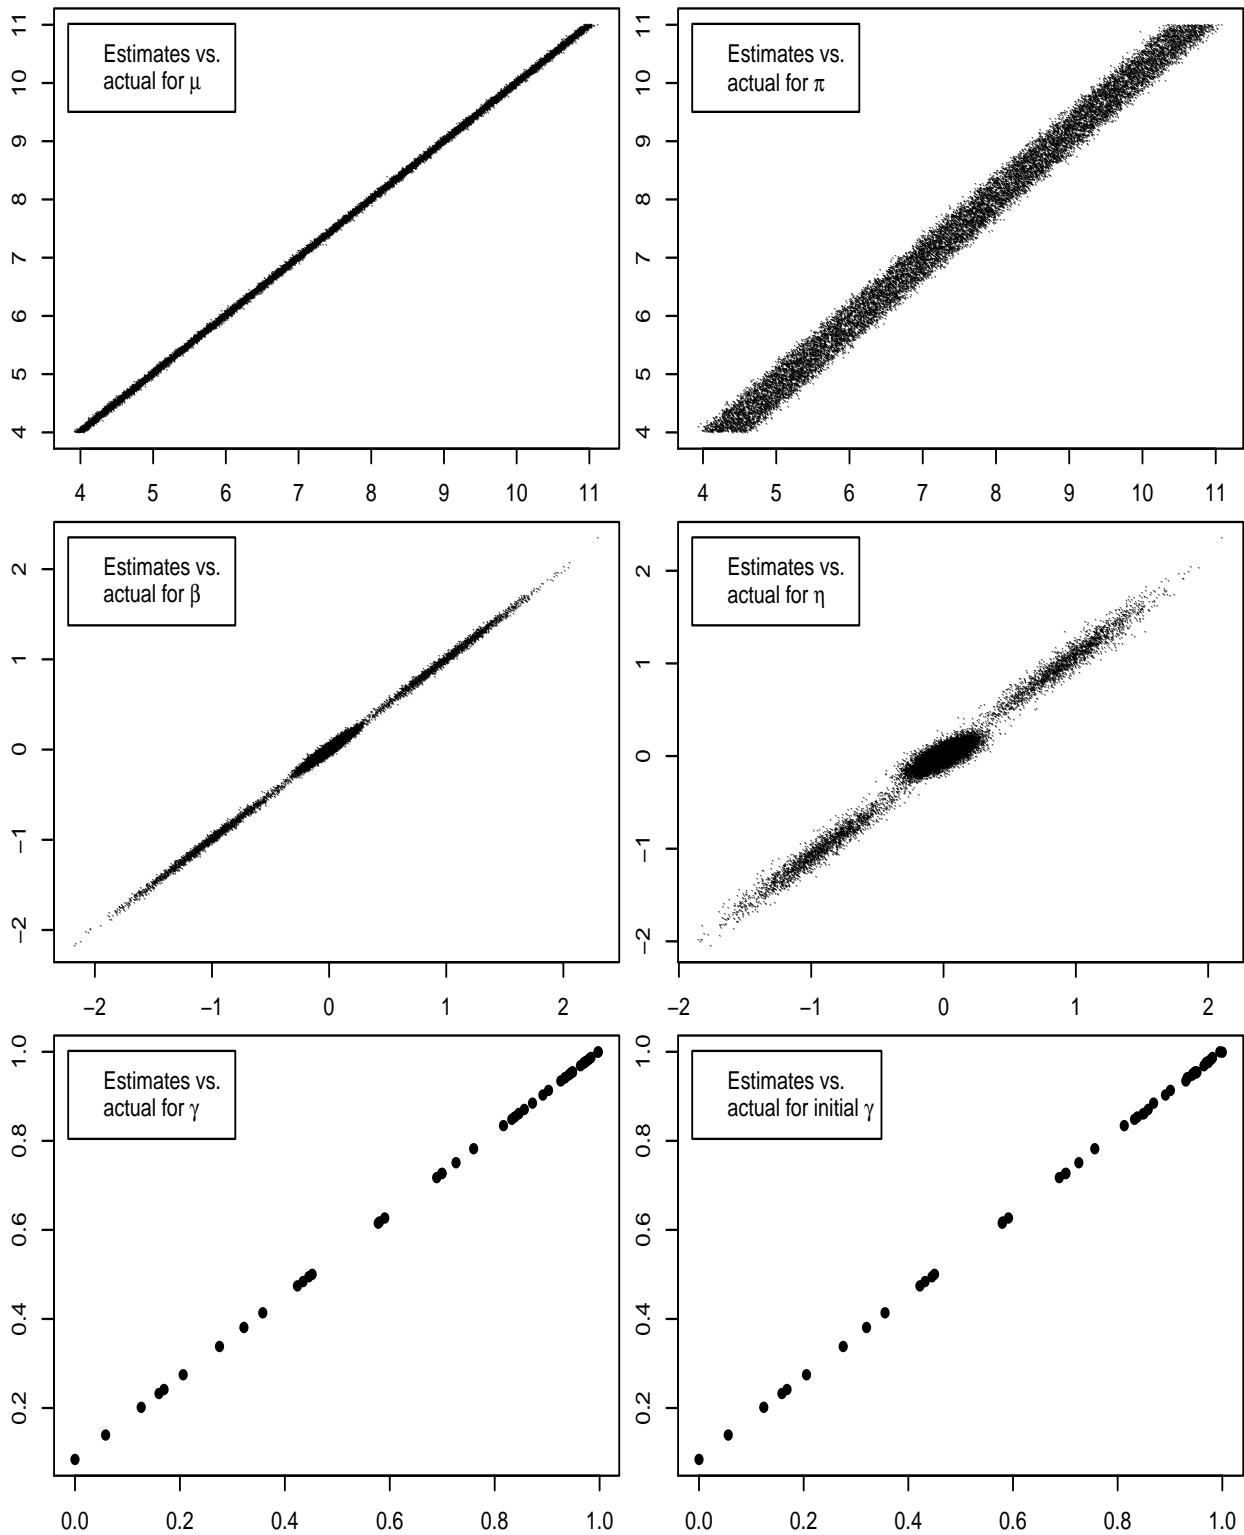 Estimates vs.
actual for μ
4 5 6 7 8 9 10 11
4 5 6 7 8 9 10 11
Estimates vs.
actual for π
4 5 6 7 8 9 10 11
4 5 6 7 8 9 10 11
Estimates vs.
actual for β
−2 −1 0 1 2
−2 −1 0 1 2
Estimates vs.
actual for η
−2 −1 0 1 2
−2 −1 0 1 2
Estimates vs.
actual for γ
0.2 0.4 0.6 0.8 1.0
0.0 0.2 0.4 0.6 0.8 1.0
Estimates vs.
actual for initial γ
0.2 0.4 0.6 0.8 1.0
0.0 0.2 0.4 0.6 0.8 1.0